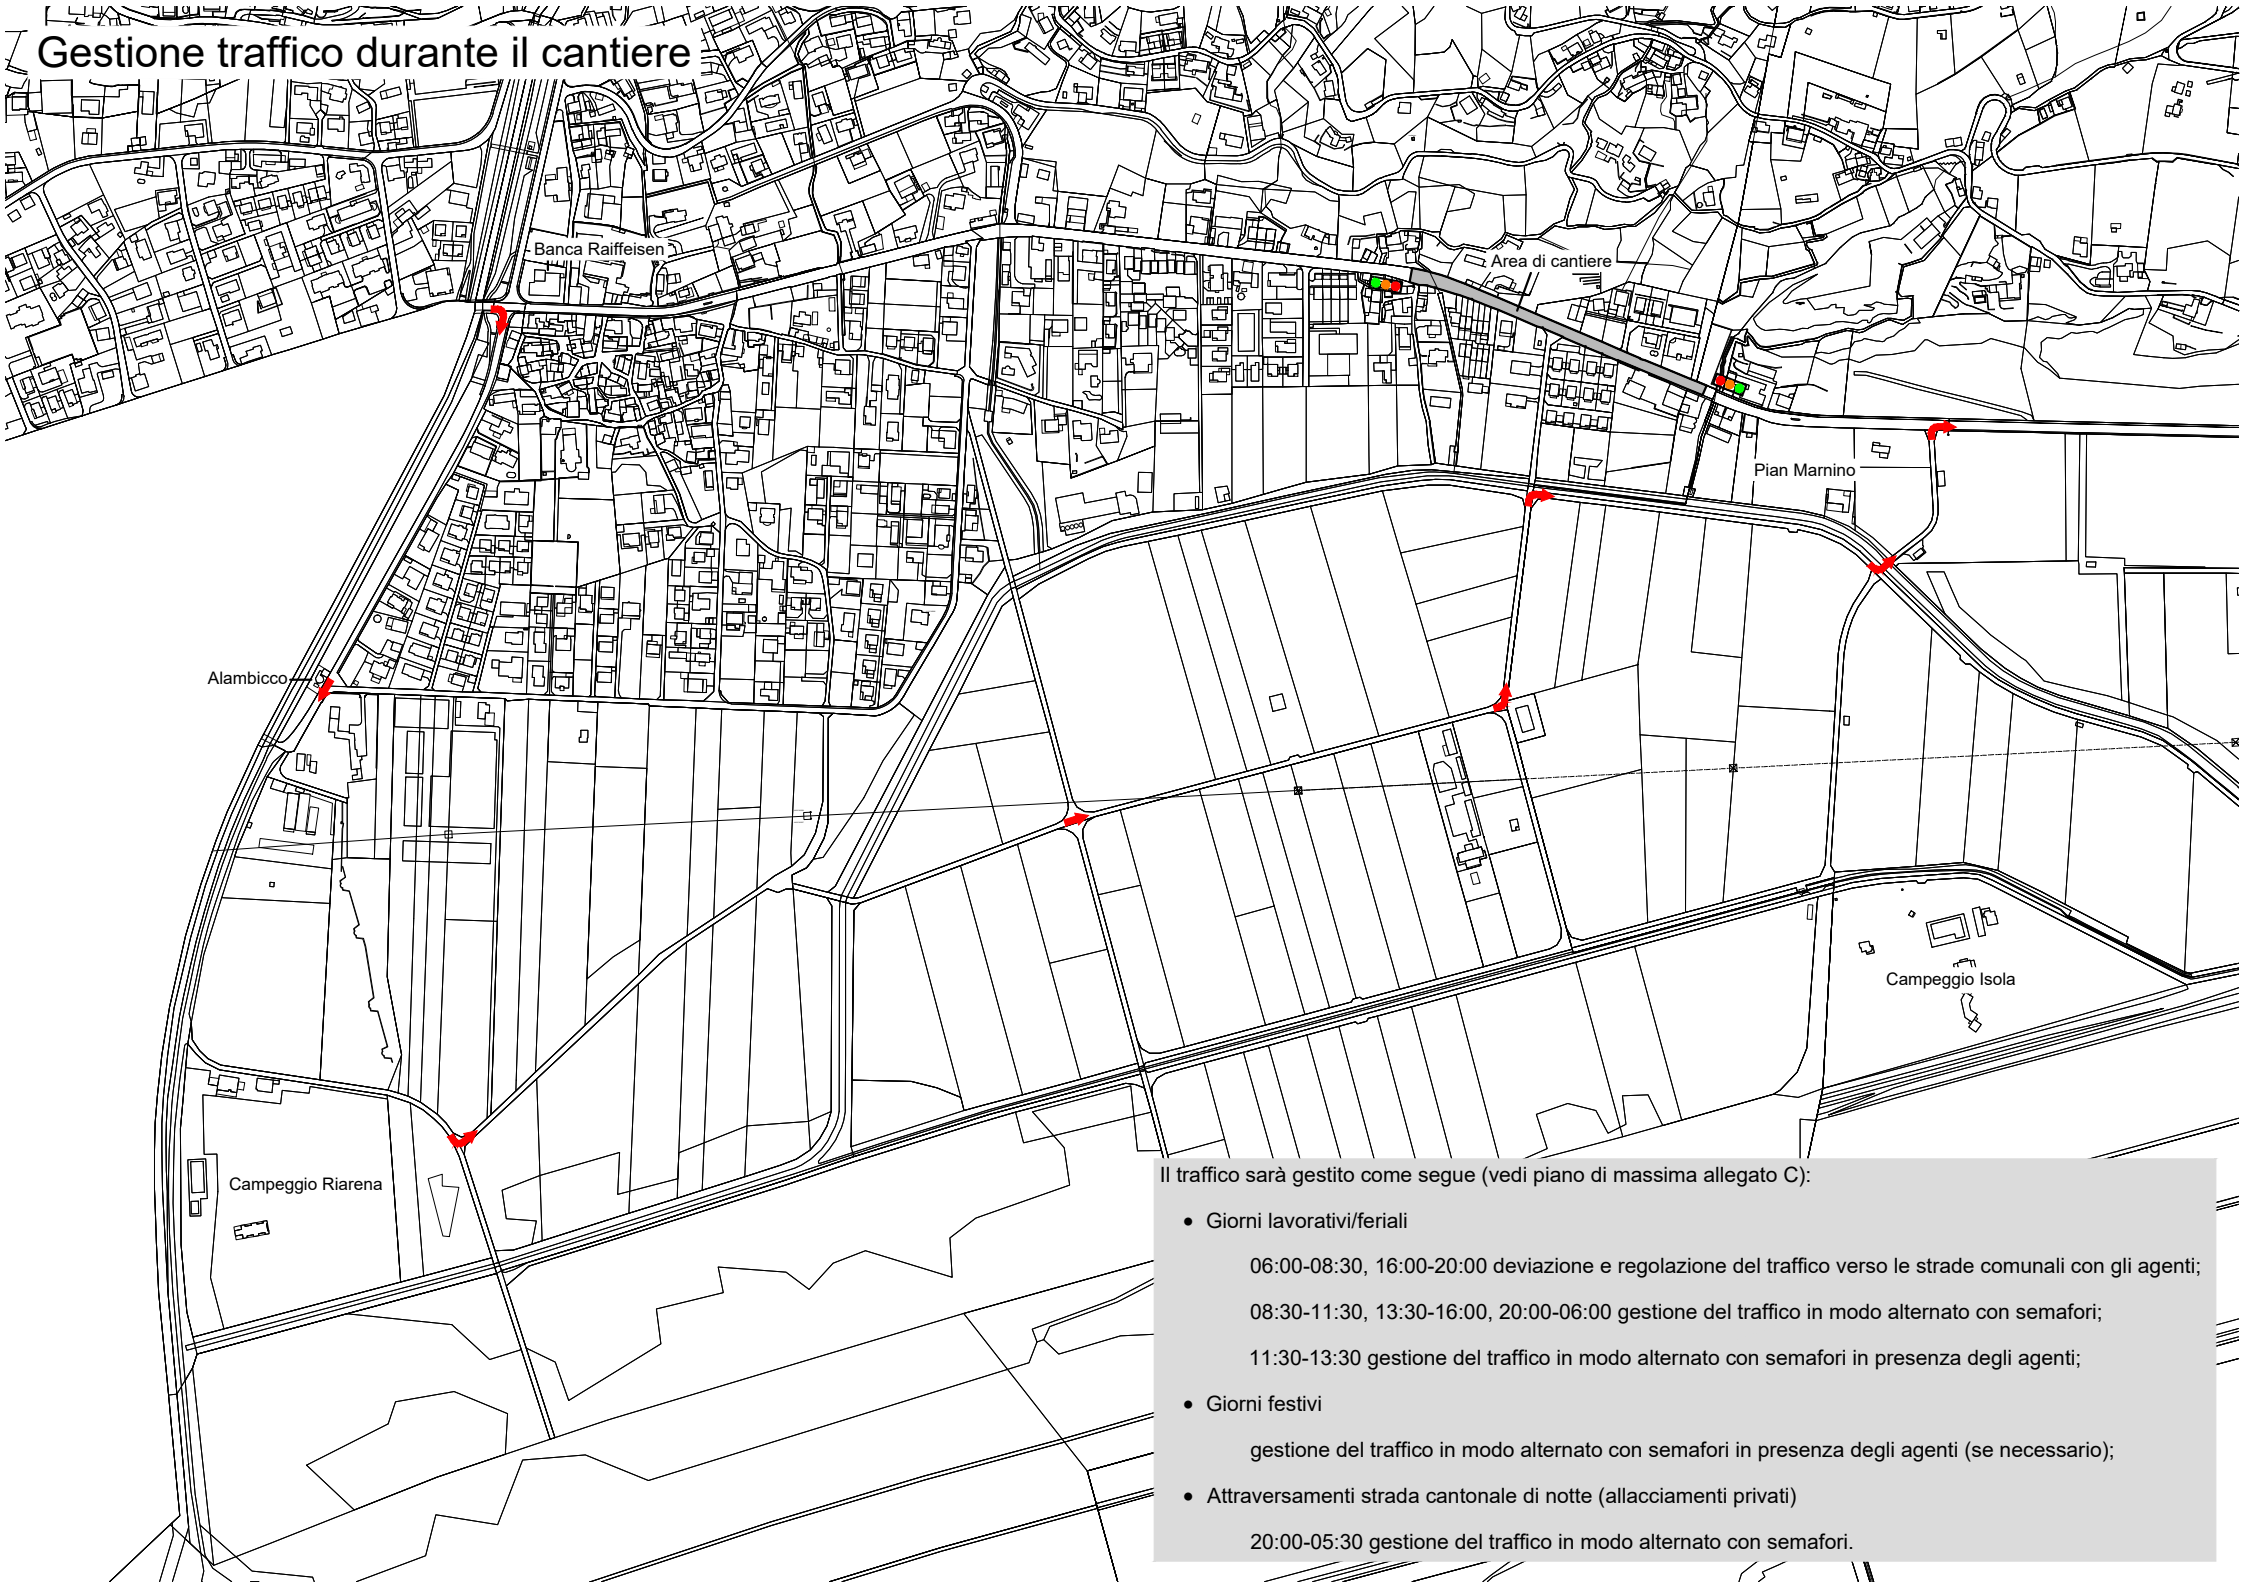 Gestione traffico durante il cantiere
Banca Raiffeisen
Area di cantiere
Pian Marnino
Alambicco
Campeggio Isola
Campeggio Riarena
Il traffico sarà gestito come segue (vedi piano di massima allegato C):
• Giorni lavorativi/feriali
06:00-08:30, 16:00-20:00 deviazione e regolazione del traffico verso le strade comunali con gli agenti;
08:30-11:30, 13:30-16:00, 20:00-06:00 gestione del traffico in modo alternato con semafori;
11:30-13:30 gestione del traffico in modo alternato con semafori in presenza degli agenti;
• Giorni festivi
gestione del traffico in modo alternato con semafori in presenza degli agenti (se necessario);
• Attraversamenti strada cantonale di notte (allacciamenti privati)
20:00-05:30 gestione del traffico in modo alternato con semafori.